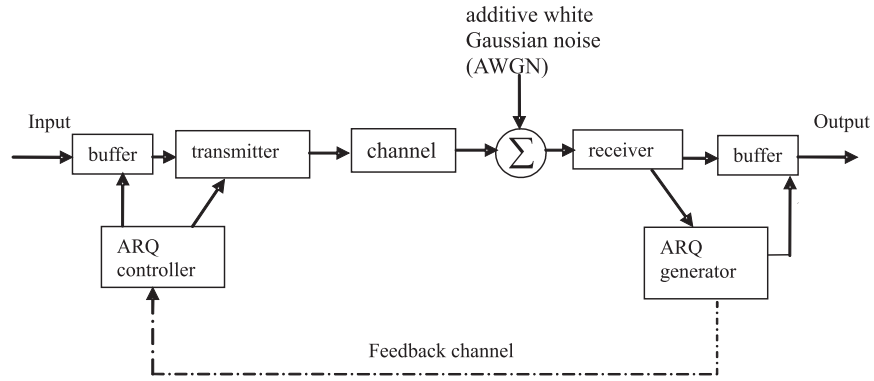 additive white
Gaussian noise
(AWGN)
Input
Output
buffer
transmitter
channel
Σ
receiver
buffer
ARQ
controller
ARQ
generator
Feedback channel